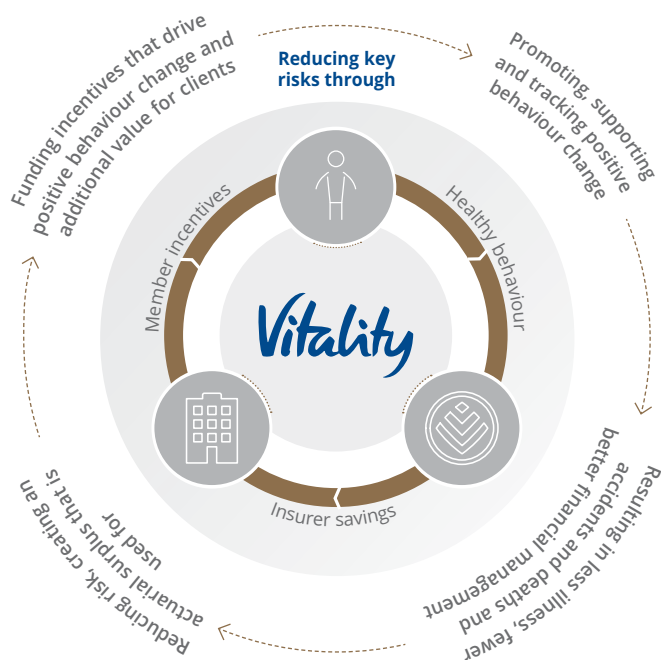 Reducing key
risks through
Promoting, supporting
and tracking positive
behaviour change
Healthy behaviour
Resulting in less illness, fewer
accidents and deaths and
better financial management
Insurer savings
Reducing risk, creating an
actuarial surplus that is
used for
Member incentives
Funding incentives that drive
positive behaviour change and
additional value for clients
Vitality